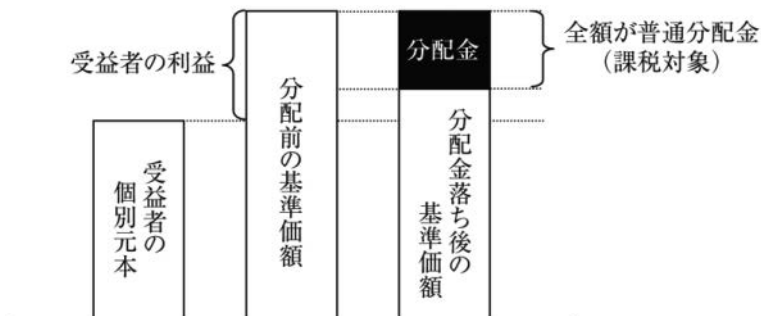 受益者の利益
分配金
全額が普通分配金
(課税対象)
受益者の
個別元本
分配前の基準価額
分配金落ち後の
基準価額